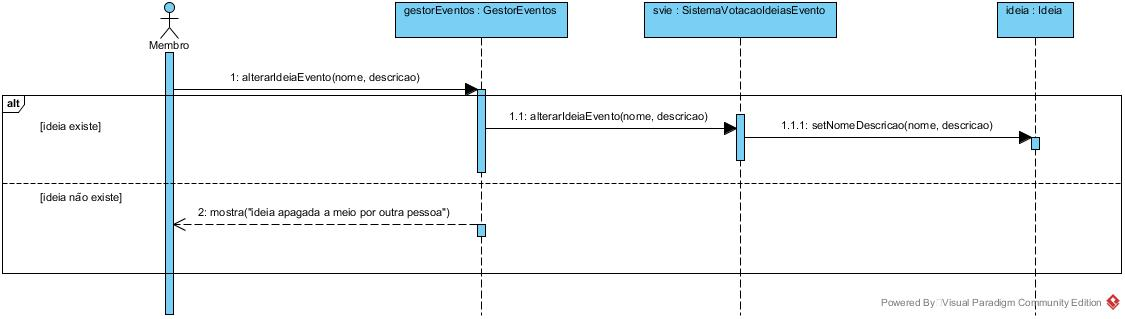 gestorEventos : GestorEventos
svie : SistemaVotacaoIdeiasEvento
ideia : Ideia
Membro
1: alterarIdeiaEvento(nome, descricao)
alt
[ideia existe]
1.1: alterarIdeiaEvento(nome, descricao)
1.1.1: setNomeDescricao(nome, descricao)
[ideia não existe]
2: mostra("ideia apagada a meio por outra pessoa")
Powered By Visual Paradigm Community Edition